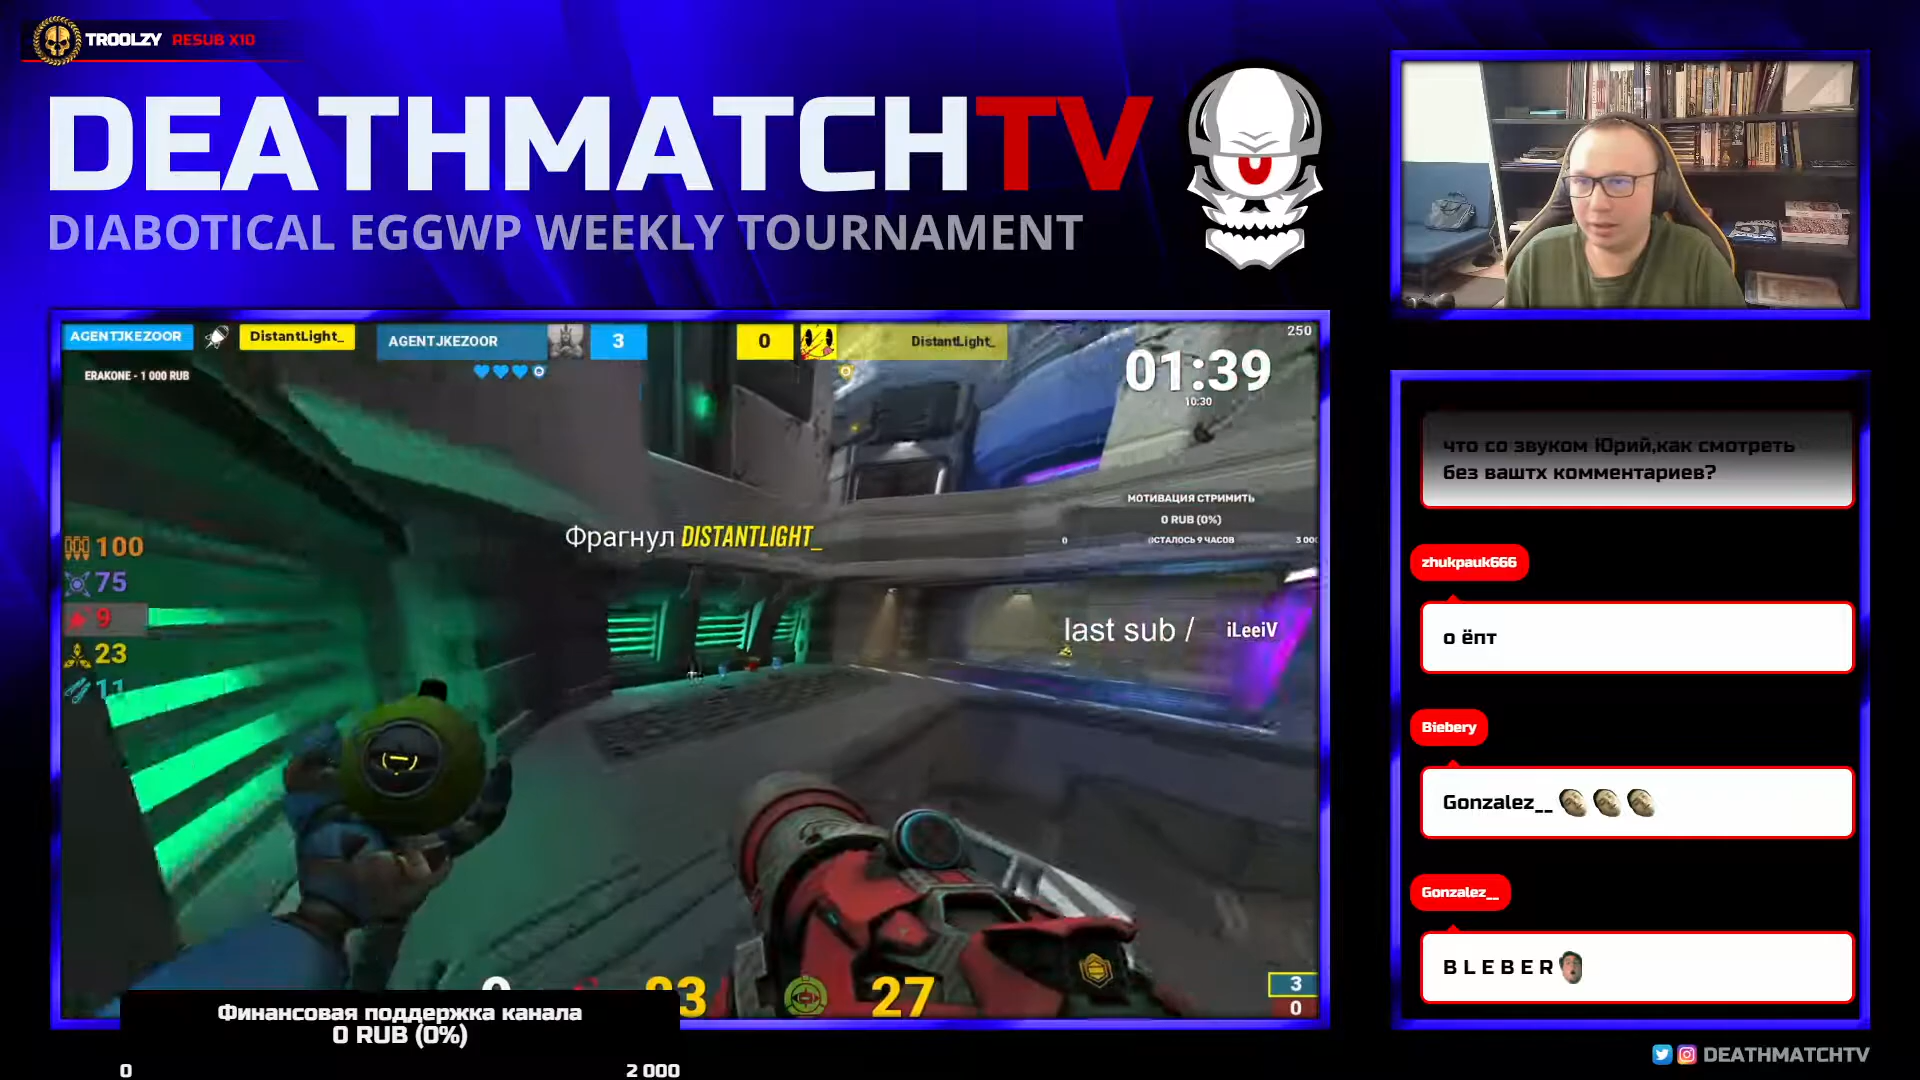 TROOLZY RESUB X10
DEATHMATCHTV
DIABOTICAL EGGWP WEEKLY TOURNAMENT
AGENTJKEZOOR DistantLight_
AGENTJKEZOOR 3
0 DistantLight_
250
01:39
10:30
ERAKONE - 1 000 RUB
МОТИВАЦИЯ СТРИМИТЬ
0 RUB (0%)
0 ОСТАЛОСЬ 9 ЧАСОВ
Фрагнул DISTANTLIGHT_
100
75
9
23
11
last sub / iLeeiV
27
3
0
Финансовая поддержка канала
0 RUB (0%)
0 2 000
что со звуком Юрий,как смотреть
без ваштх комментариев?
zhukpauk666
о ёпт
Biebery
Gonzalez__
Gonzalez__
B L E B E R
DEATHMATCHTV